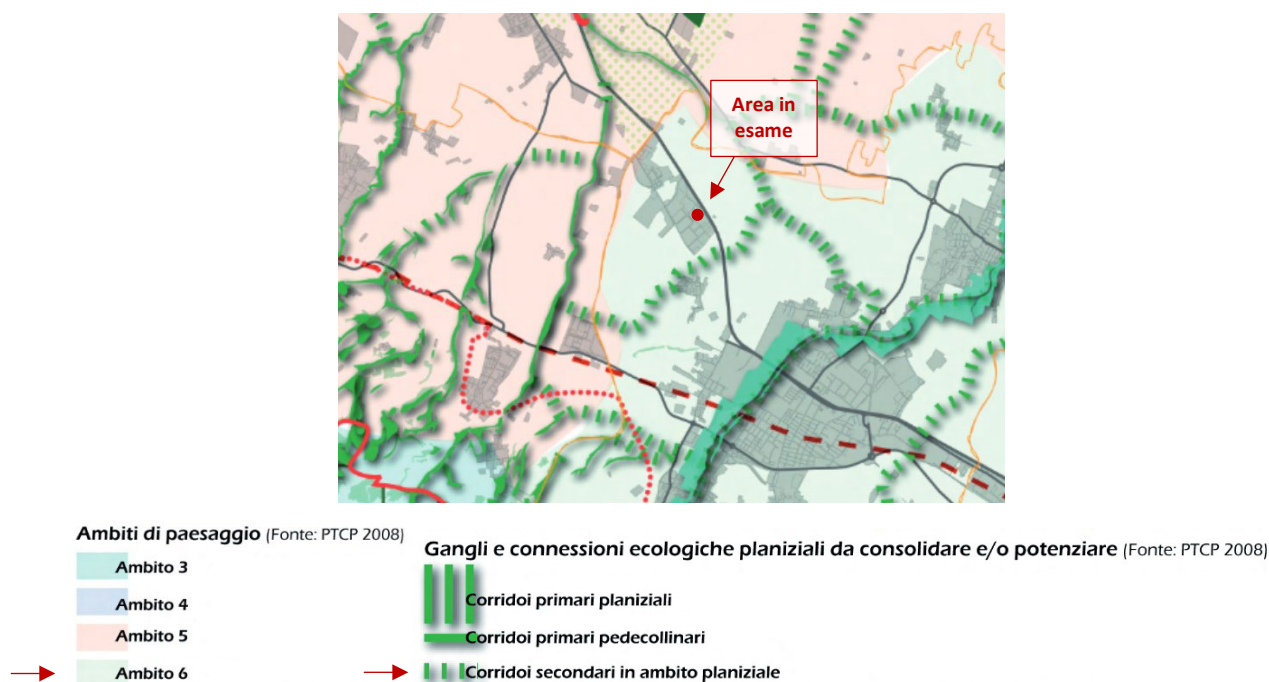 Area in
esame
Ambiti di paesaggio (Fonte: PTCP 2008)
Ambito 3
Ambito 4
Ambito 5
Ambito 6
Gangli e connessioni ecologiche planiziali da consolidare e/o potenziare (Fonte: PTCP 2008)
Corridoi primari planiziali
Corridoi primari pedecollinari
Corridoi secondari in ambito planiziale